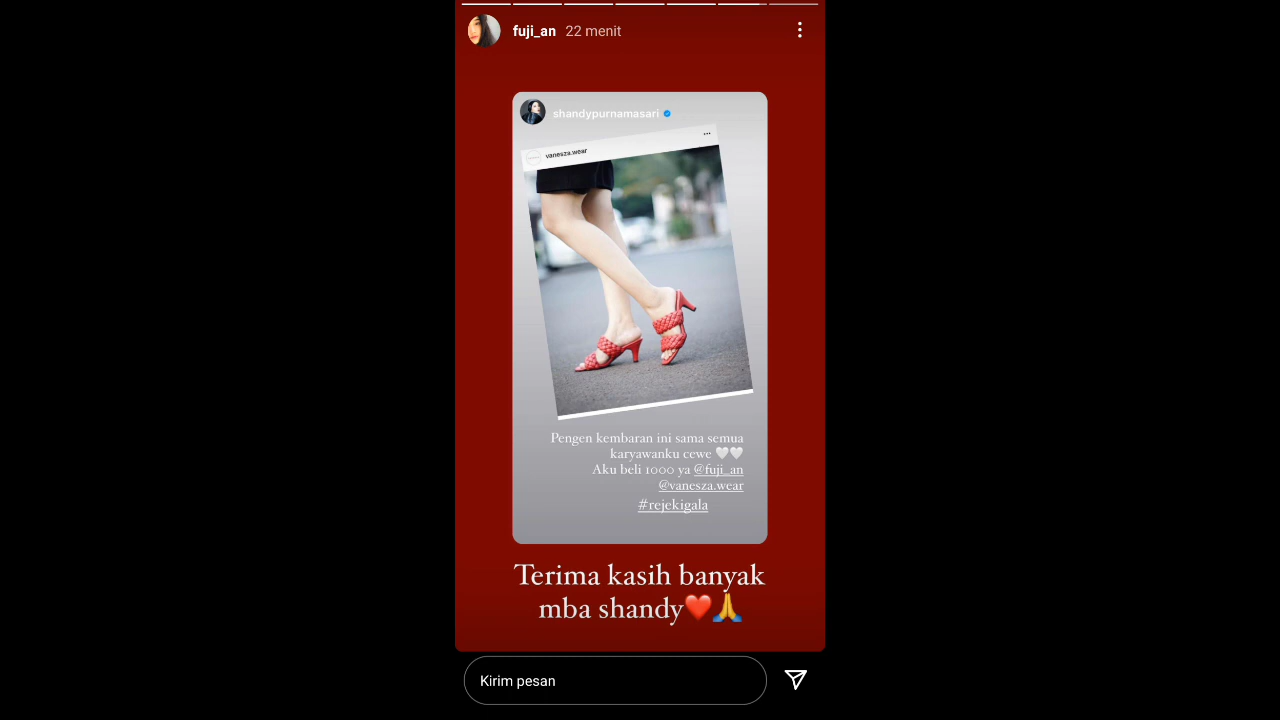 fuji_an 22 menit
shandypurnamasari
vanesza.wear
Pengen kembaran ini sama semua
karyawanku cewe 🤍🤍
Aku beli 1000 ya @fuji_an
@vanesza.wear
#rejekigala
Terima kasih banyak
mba shandy❤️🙏
Kirim pesan